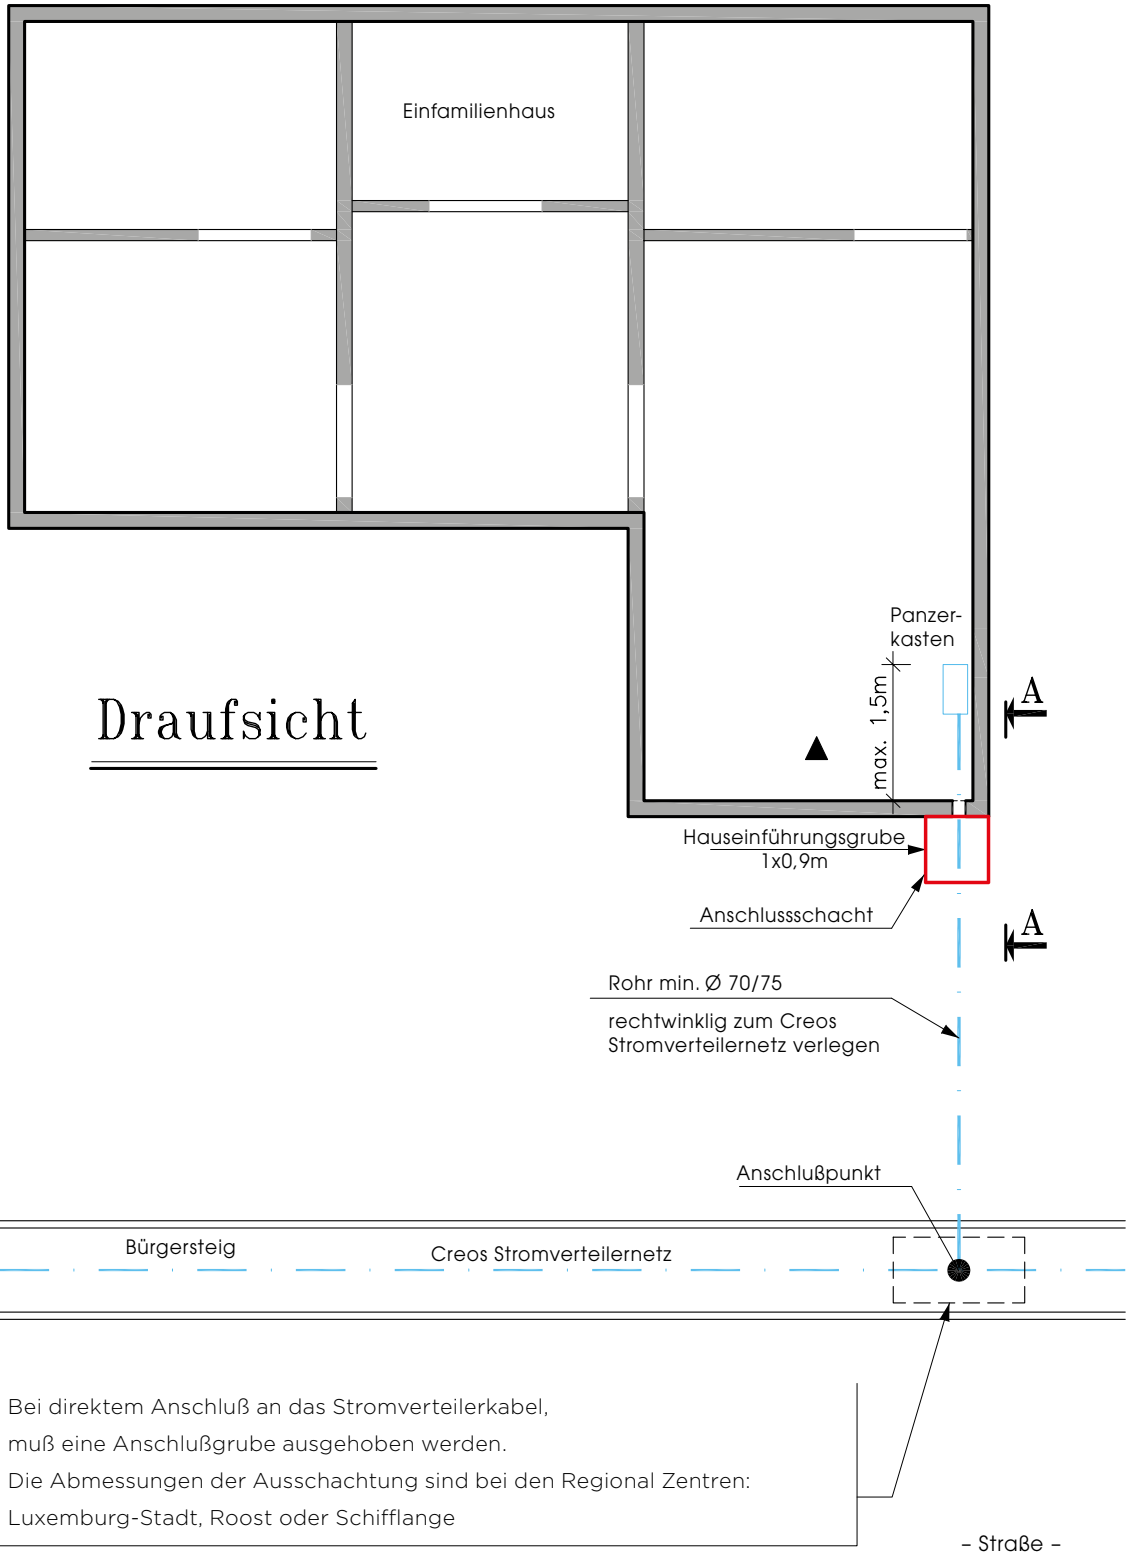 Einfamilienhaus
Panzer-
kasten
max. 1,5m
A
Draufsicht
Hauseinführungsgrube
1x0,9m
Anschlussschacht
A
Rohr min. Ø 70/75
rechtwinklig zum Creos
Stromverteilernetz verlegen
Anschlußpunkt
Bürgersteig
Creos Stromverteilernetz
Bei direktem Anschluß an das Stromverteilerkabel,
muß eine Anschlußgrube ausgehoben werden.
Die Abmessungen der Ausschachtung sind bei den Regional Zentren:
Luxemburg-Stadt, Roost oder Schifflange
– Straße –